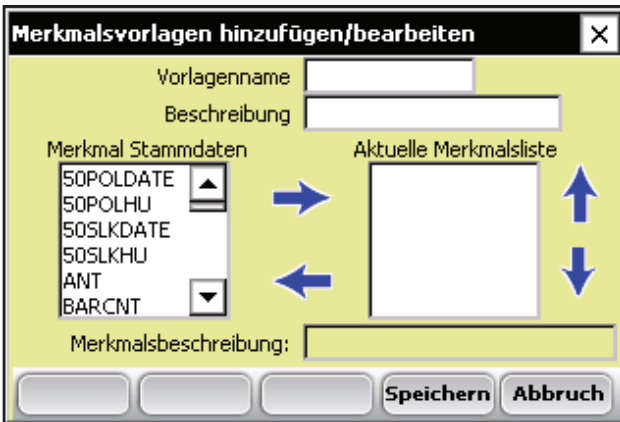 Merkmalsvorlagen hinzufügen/bearbeiten
Vorlagenname
Beschreibung
Merkmal Stammdaten
Aktuelle Merkmalsliste
50POLDATE
50POLHU
50SLKDATE
50SLKHU
ANT
BARCNT
Merkmalsbeschreibung:
Speichern Abbruch